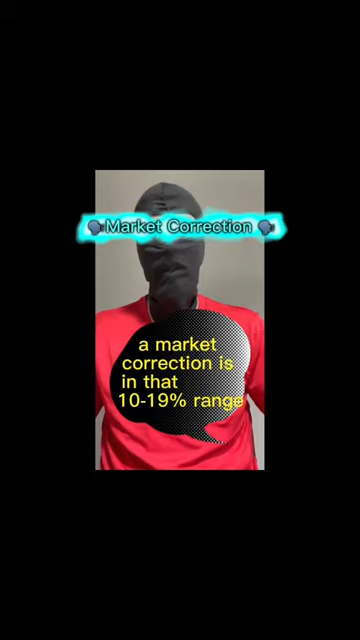 🗣Market Correction🗣
a market
correction is
in that
10-19% range